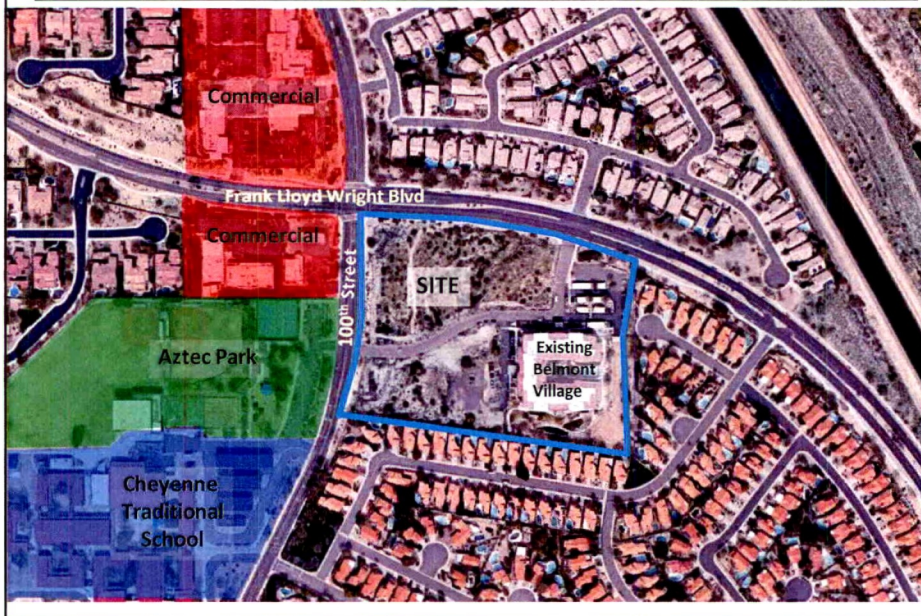 Commercial
Frank Lloyd Wright Blvd
Commercial
100th Street
SITE
Aztec Park
Existing
Belmont
Village
Cheyenne
Traditional
School